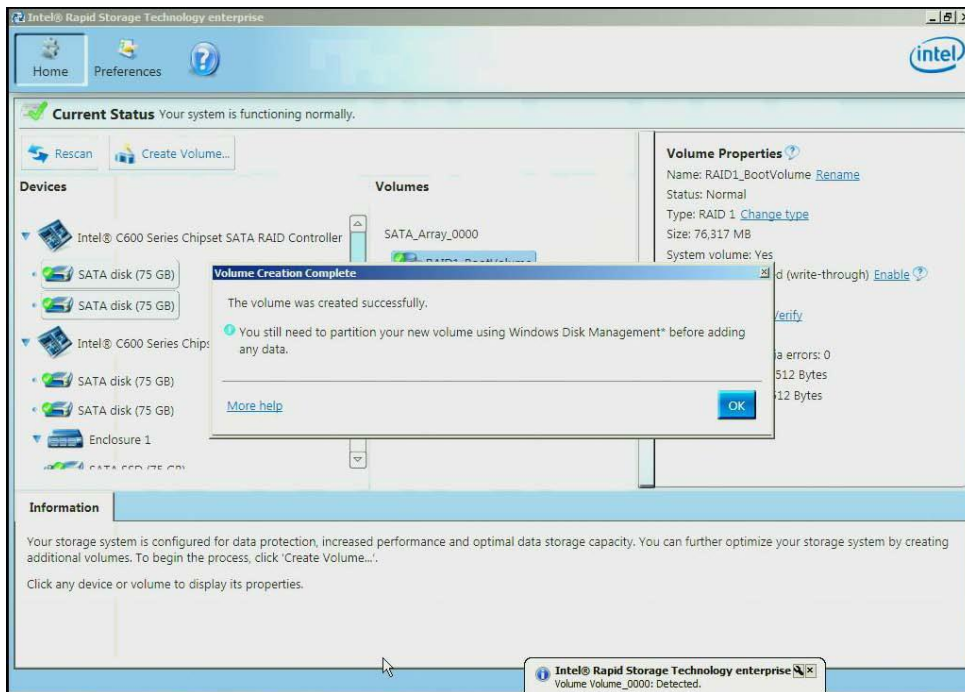 Intel® Rapid Storage Technology enterprise
Home
Preferences
intel
Current Status Your system is functioning normally.
Rescan
Create Volume...
Devices
Intel® C600 Series Chipset SATA RAID Controller
SATA disk (75 GB)
SATA disk (75 GB)
Intel® C600 Series Chips
SATA disk (75 GB)
SATA disk (75 GB)
Enclosure 1
SATA SSD (75 GB)
Volumes
SATA_Array_0000
RAID1_BootVolume
Volume Properties
Name: RAID1_BootVolume Rename
Status: Normal
Type: RAID 1 Change type
Size: 76,317 MB
System volume: Yes
d (write-through) Enable
Verify
ia errors: 0
512 Bytes
512 Bytes
Volume Creation Complete
The volume was created successfully.
You still need to partition your new volume using Windows Disk Management* before adding
any data.
More help
OK
Information
Your storage system is configured for data protection, increased performance and optimal data storage capacity. You can further optimize your storage system by creating
additional volumes. To begin the process, click 'Create Volume...'.
Click any device or volume to display its properties.
Intel® Rapid Storage Technology enterprise
Volume Volume_0000: Detected.